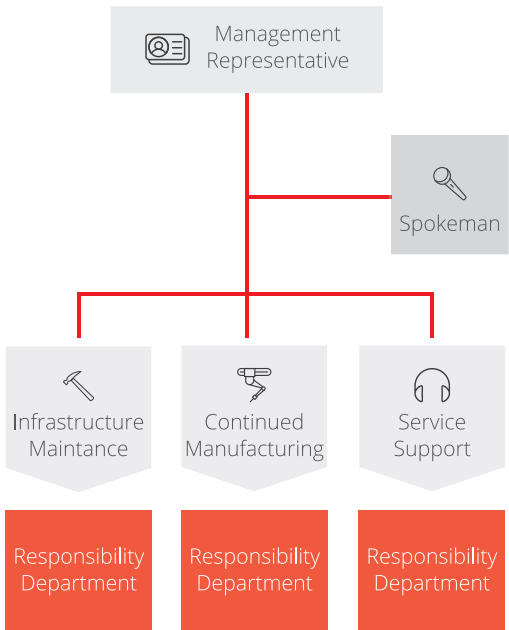 Management
Representative
Spokeman
Infrastructure
Maintance
Continued
Manufacturing
Service
Support
Responsibility
Department
Responsibility
Department
Responsibility
Department